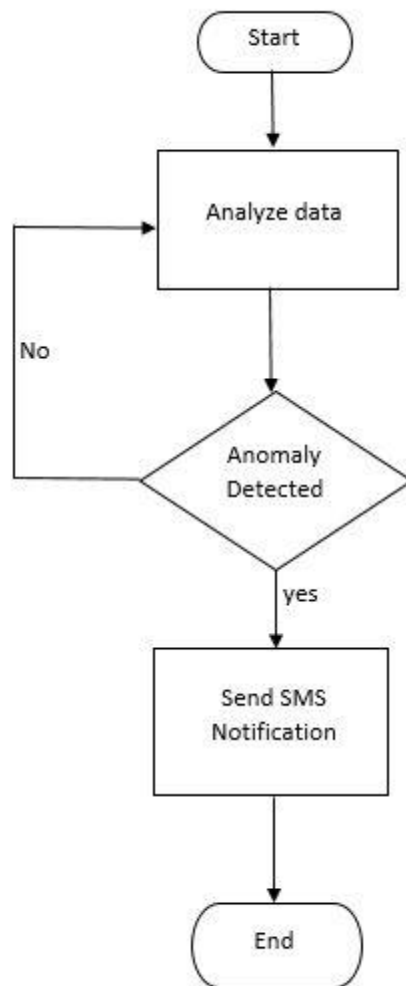 Start
Analyze data
No
Anomaly
Detected
yes
Send SMS
Notification
End